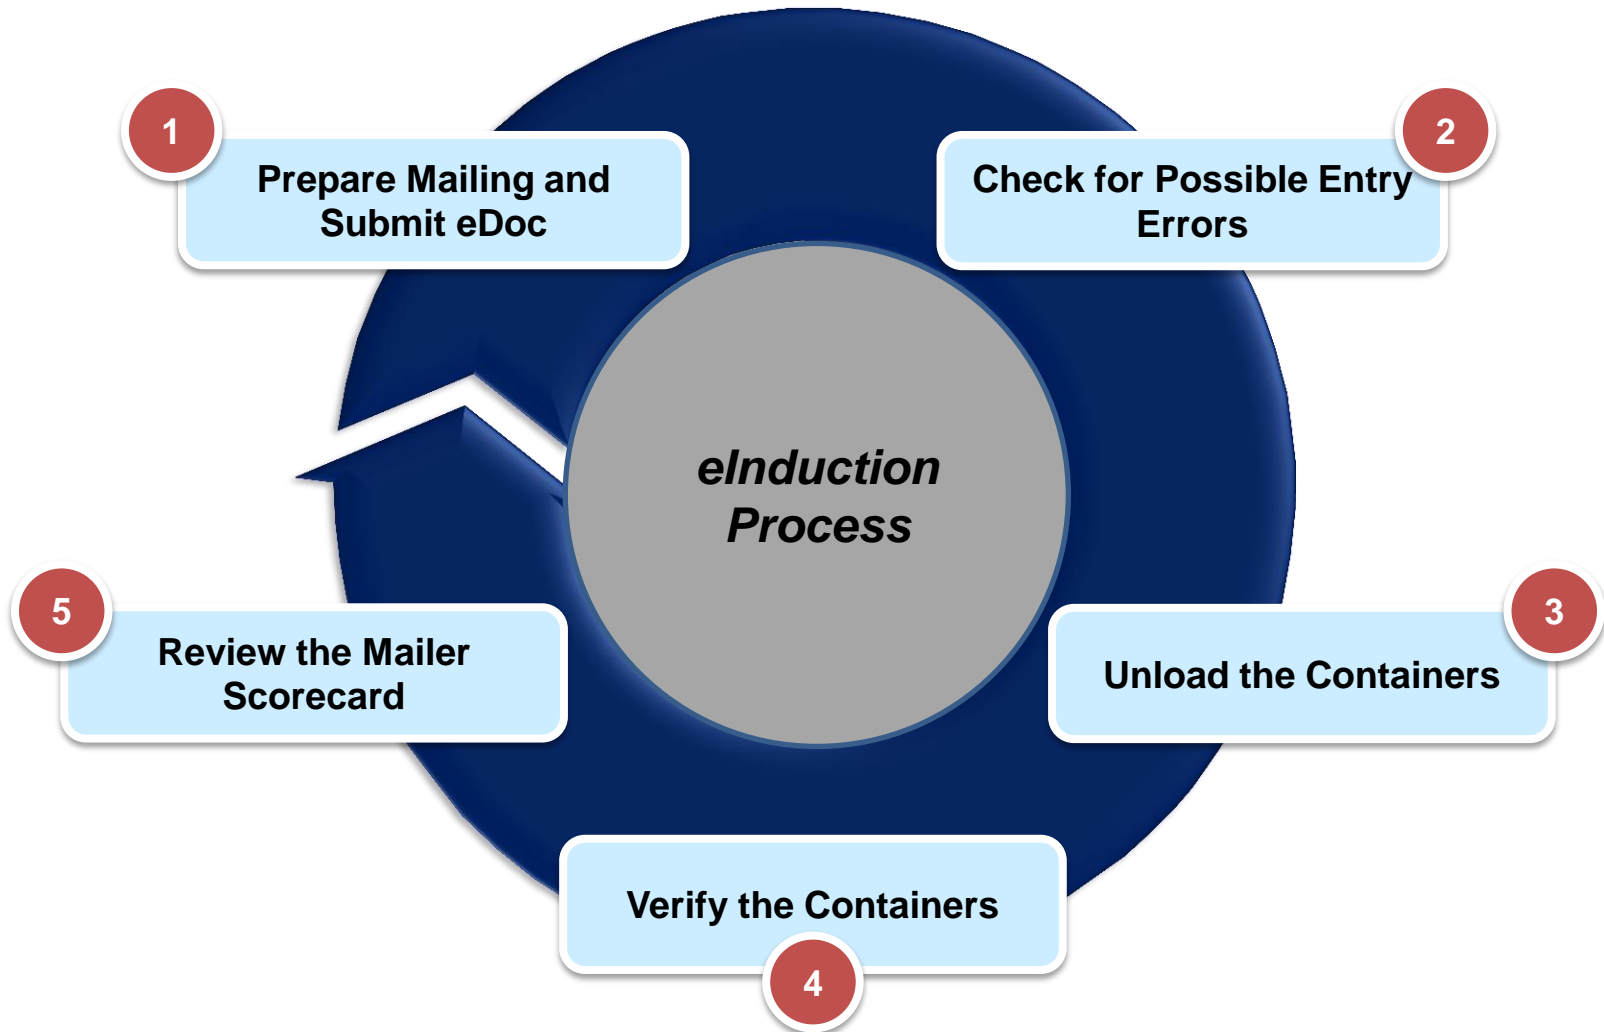 1
Prepare Mailing and
Submit eDoc
2
Check for Possible Entry
Errors
eInduction
Process
3
Unload the Containers
4
Verify the Containers
5
Review the Mailer
Scorecard